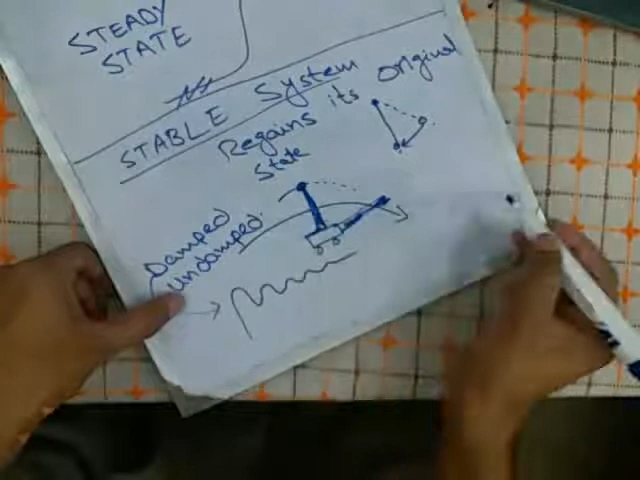 STEADY
STATE
STABLE System
Regains its original
State
Damped
undamped